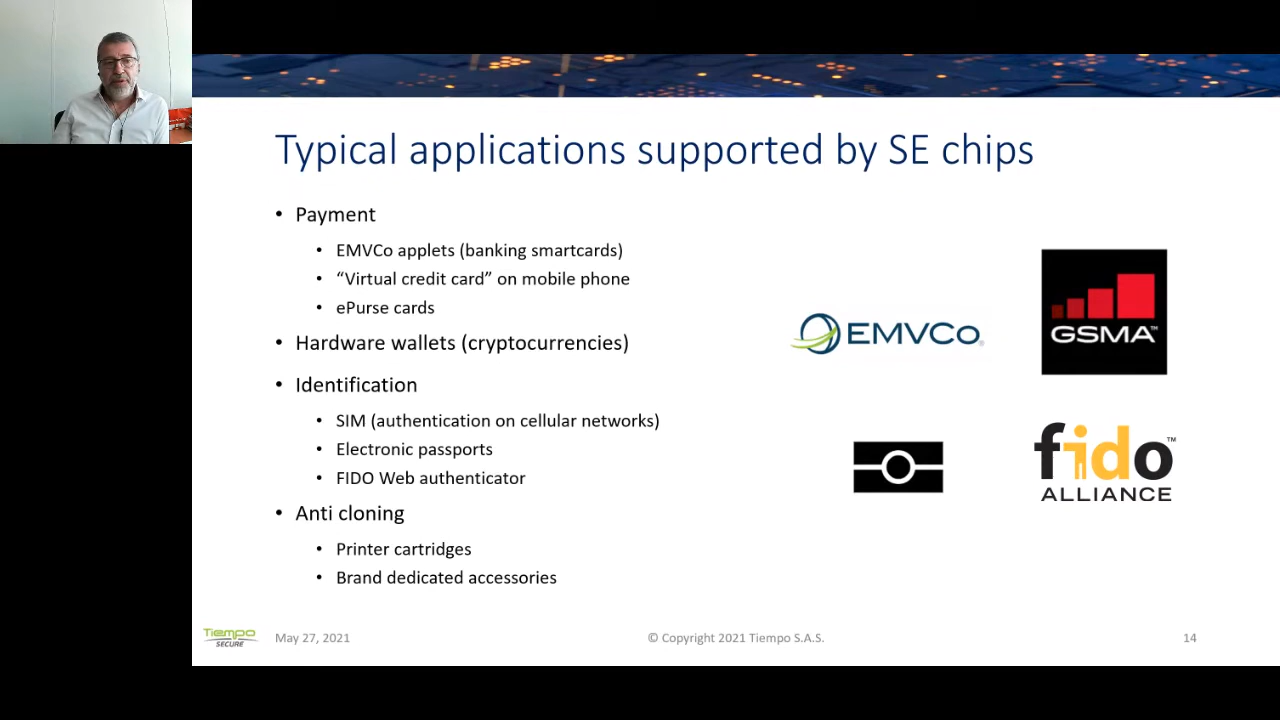 Typical applications supported by SE chips
• Payment
• EMVCo applets (banking smartcards)
• “Virtual credit card” on mobile phone
• ePurse cards
• Hardware wallets (cryptocurrencies)
• Identification
• SIM (authentication on cellular networks)
• Electronic passports
• FIDO Web authenticator
• Anti cloning
• Printer cartridges
• Brand dedicated accessories
EMVCo®
GSMA™
fido™
ALLIANCE
Tiempo
SECURE
May 27, 2021
© Copyright 2021 Tiempo S.A.S.
14